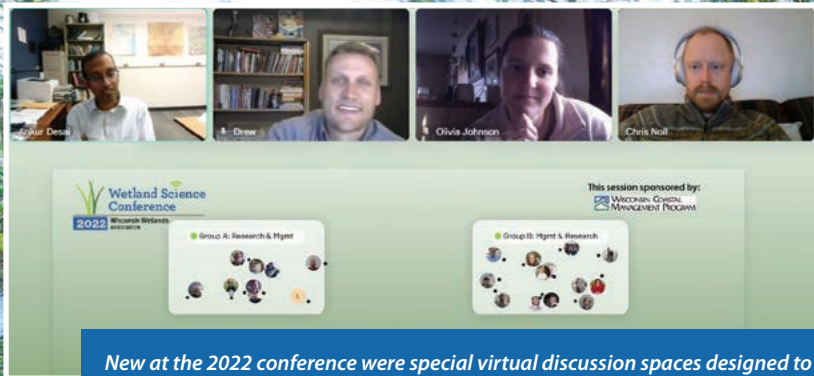 Ankur Desai
Drew
Olivia Johnson
Chris Noll
Wetland Science
Conference
2022 Wisconsin Wetlands
ASSOCIATION
This session sponsored by:
WISCONSIN COASTAL
MANAGEMENT PROGRAM
Group A: Research & Mgmt
Group B: Mgmt & Research
1
New at the 2022 conference were special virtual discussion spaces designed to